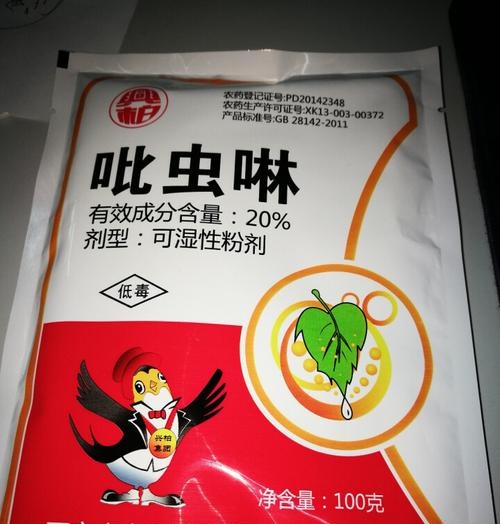 兴柏
农药登记证号:PD20142348
农药生产许可证号:XK13-003-00372
产品标准号:GB 28142-2011
吡虫啉
有效成分含量：20%
剂型：可湿性粉剂
低毒
兴柏
集团
净含量：100克